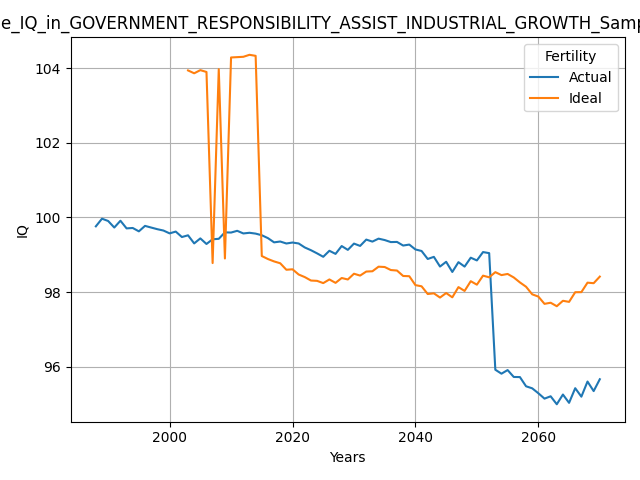 e_IQ_in_GOVERNMENT_RESPONSIBILITY_ASSIST_INDUSTRIAL_GROWTH_Samp
Fertility
Actual
Ideal
104
102
100
98
96
IQ
2000
2020
2040
2060
Years